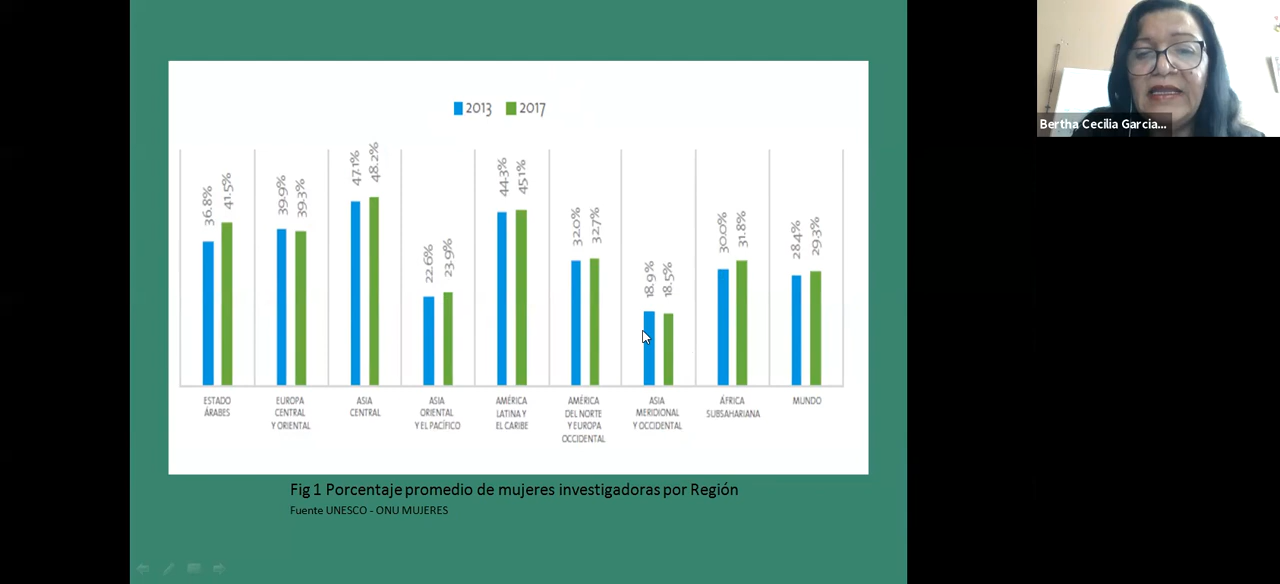 2013 2017
36.8% 41.5% 39.9% 39.3% 47.1% 48.2% 22.6% 23.9% 44.3% 45.1% 32.0% 32.7% 18.9% 18.5% 30.0% 31.8% 28.4% 29.3%
ESTADO
ÁRABES
EUROPA
CENTRAL
Y ORIENTAL
ASIA
CENTRAL
ASIA
ORIENTAL
Y EL PACÍFICO
AMÉRICA
LATINA Y
EL CARIBE
AMÉRICA
DEL NORTE
Y EUROPA
OCCIDENTAL
ASIA
MERIDIONAL
Y OCCIDENTAL
ÁFRICA
SUBSAHARIANA
MUNDO
Fig 1 Porcentaje promedio de mujeres investigadoras por Región
Fuente UNESCO - ONU MUJERES
Bertha Cecilia Garcia...